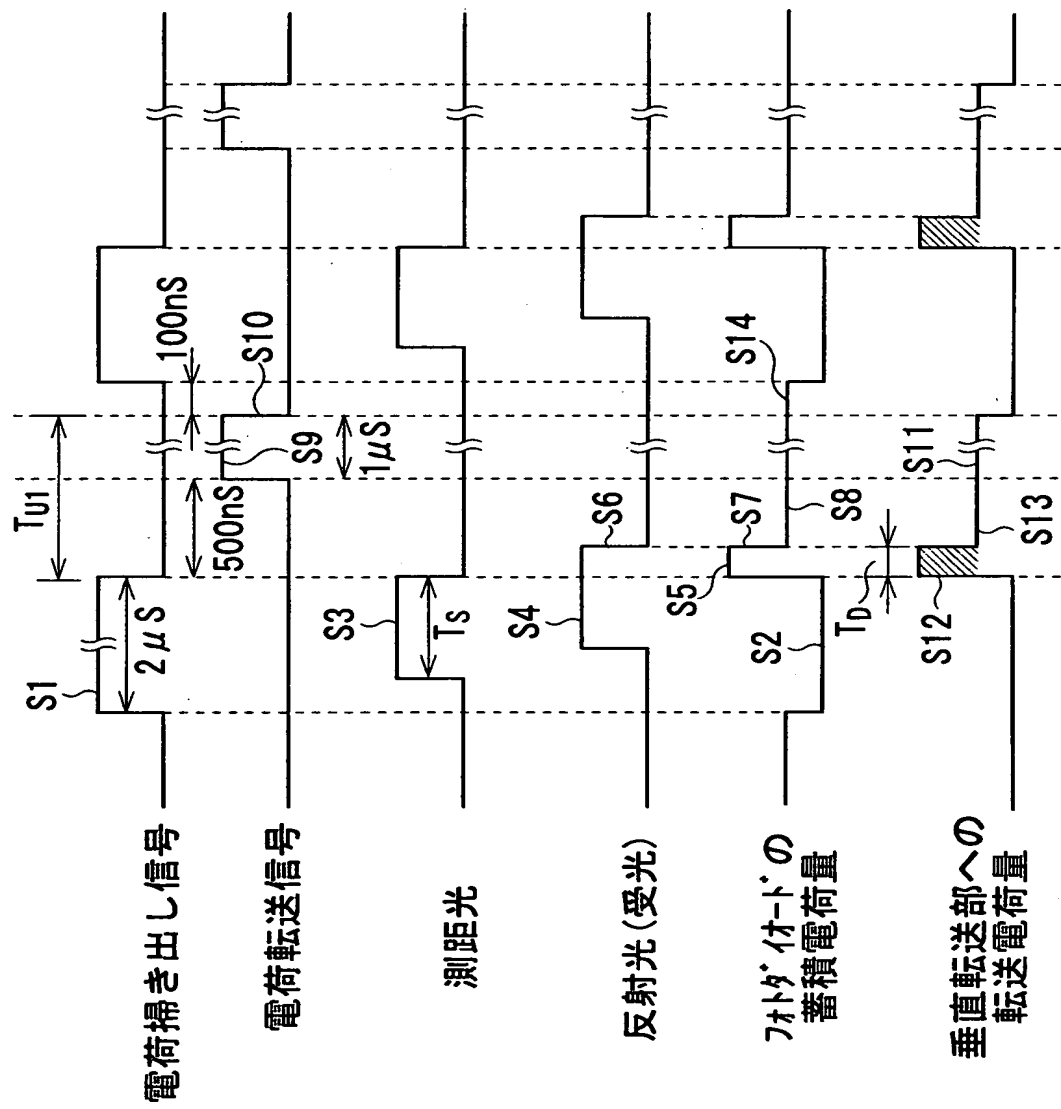 電荷掃き出し信号
S1
2μS
TU1
500nS
100nS
電荷転送信号
S9
S10
1μS
測距光
S3
TS
反射光(受光)
S4
S6
フォトダイオードの
蓄積電荷量
S2
S5
S7
S8
S14
TD
垂直転送部への
転送電荷量
S12
S13
S11